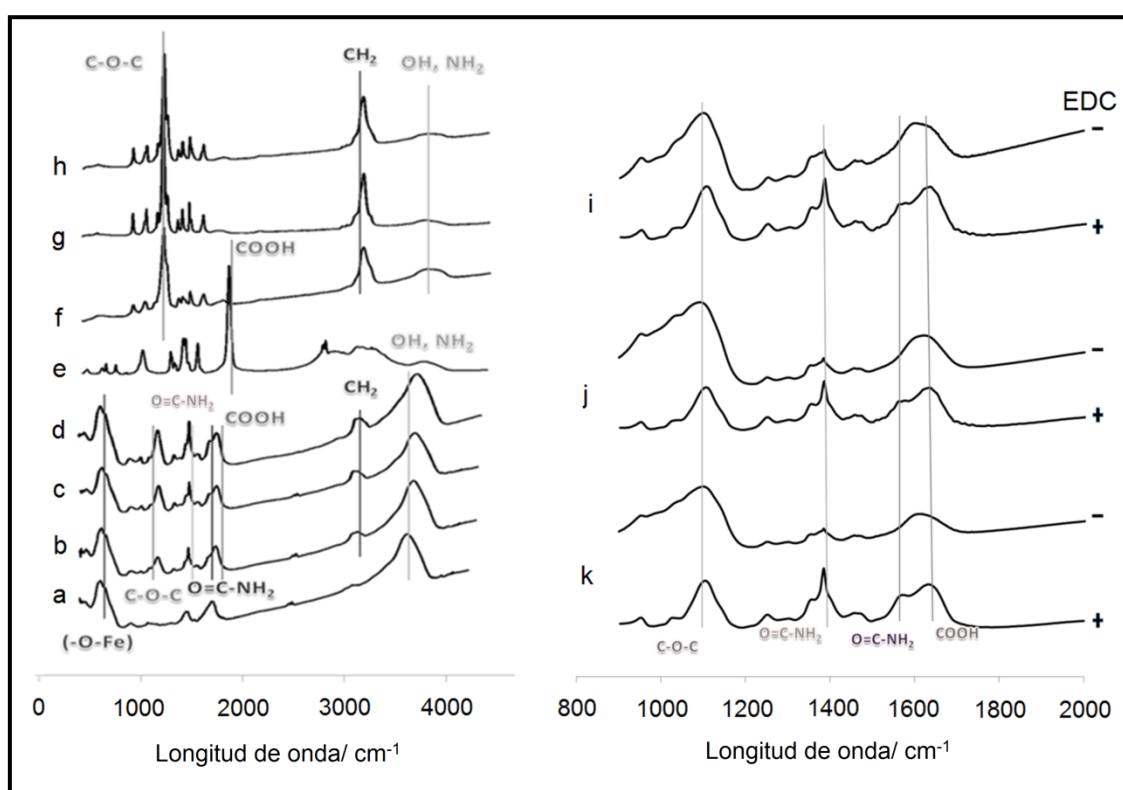 C-O-C
CH2
OH, NH2
h
g
COOH
f
e
OH, NH2
CH2
O=C-NH2
COOH
d
c
b
a
C-O-C
O=C-NH2
(-O-Fe)
0 1000 2000 3000 4000
Longitud de onda/ cm-1
EDC
-
i
+
-
j
+
-
k
+
C-O-C
O=C-NH2
O=C-NH2
COOH
800 1000 1200 1400 1600 1800 2000
Longitud de onda/ cm-1